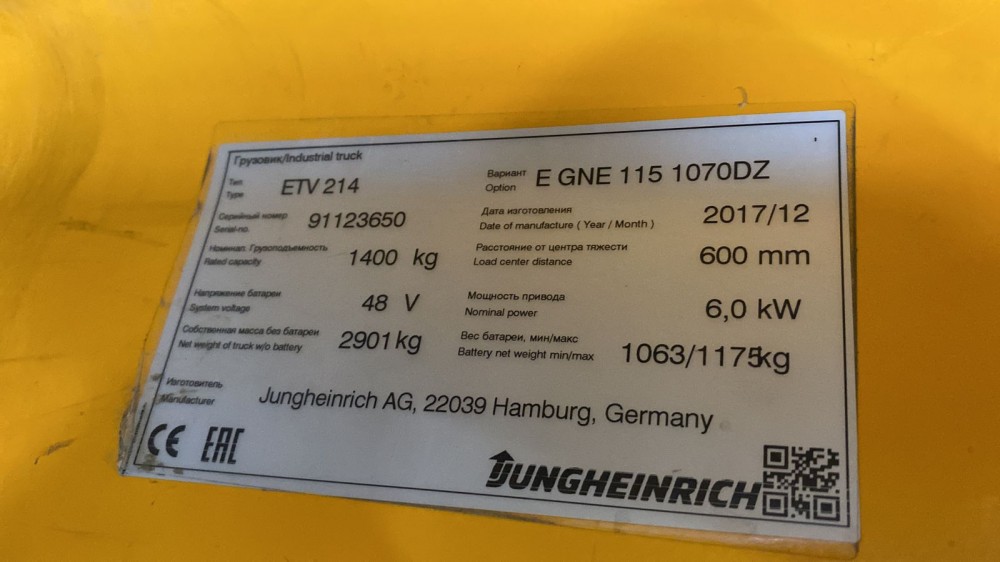 Грузовик/Industrial truck
Тип
Type
ETV 214
Вариант
Option
E GNE 115 1070DZ
Серийный номер
Serial-no.
91123650
Дата изготовления
Date of manufacture ( Year / Month )
2017/12
Номинал. Грузоподъемность
Rated capacity
1400 kg
Расстояние от центра тяжести
Load center distance
600 mm
Напряжение батареи
System voltage
48 V
Мощность привода
Nominal power
6,0 kW
Собственная масса без батареи
Net weight of truck w/o battery
2901 kg
Вес батареи, мин/макс
Battery net weight min/max
1063/1175kg
Изготовитель
Manufacturer
Jungheinrich AG, 22039 Hamburg, Germany
CE EAC
JUNGHEINRICH